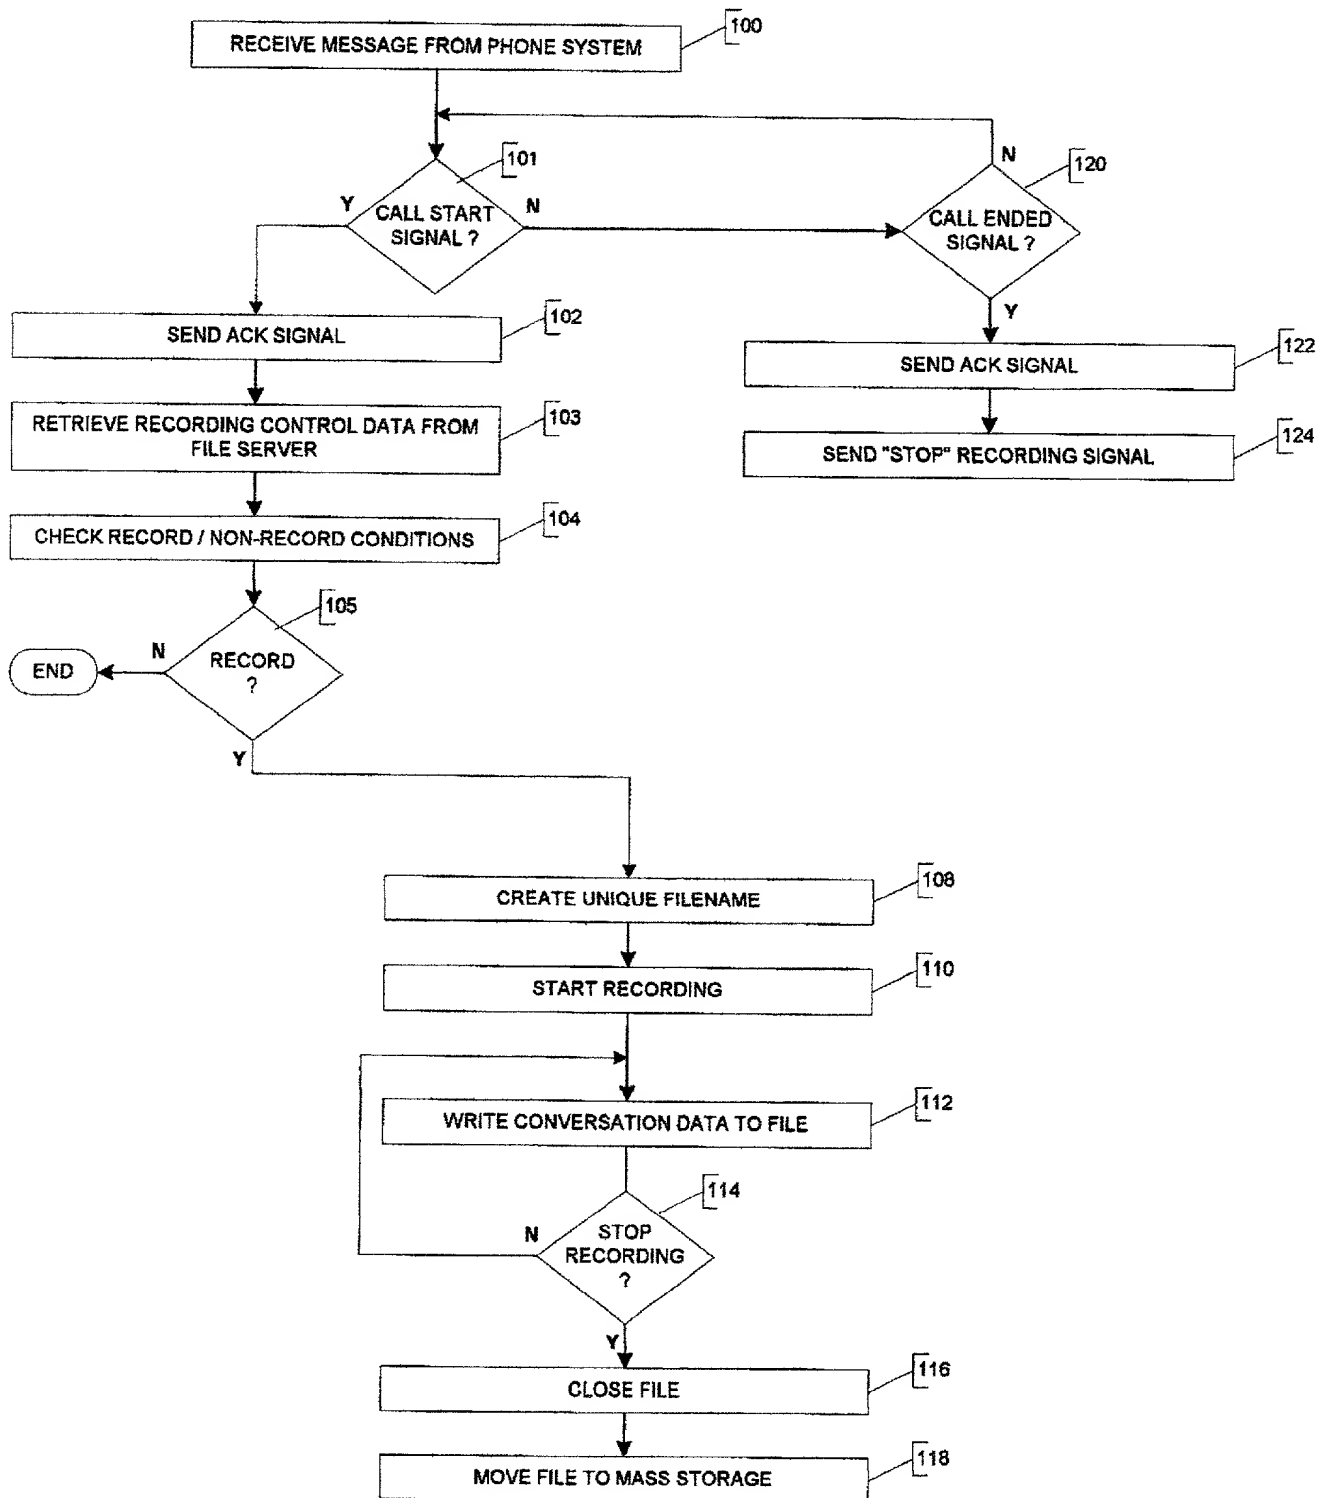 RECEIVE MESSAGE FROM PHONE SYSTEM
100
101
Y
CALL START
SIGNAL ?
N
N
120
CALL ENDED
SIGNAL ?
Y
SEND ACK SIGNAL
102
SEND ACK SIGNAL
122
RETRIEVE RECORDING CONTROL DATA FROM
FILE SERVER
103
SEND "STOP" RECORDING SIGNAL
124
CHECK RECORD / NON-RECORD CONDITIONS
104
105
RECORD
?
N
END
Y
CREATE UNIQUE FILENAME
108
START RECORDING
110
WRITE CONVERSATION DATA TO FILE
112
114
STOP
RECORDING
?
N
Y
CLOSE FILE
116
MOVE FILE TO MASS STORAGE
118